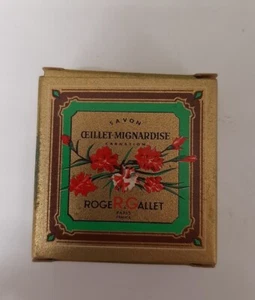 SAVON
ŒILLET-MIGNARDISE
CARNATION
ROGER.GALLET
PARIS
FRANCE